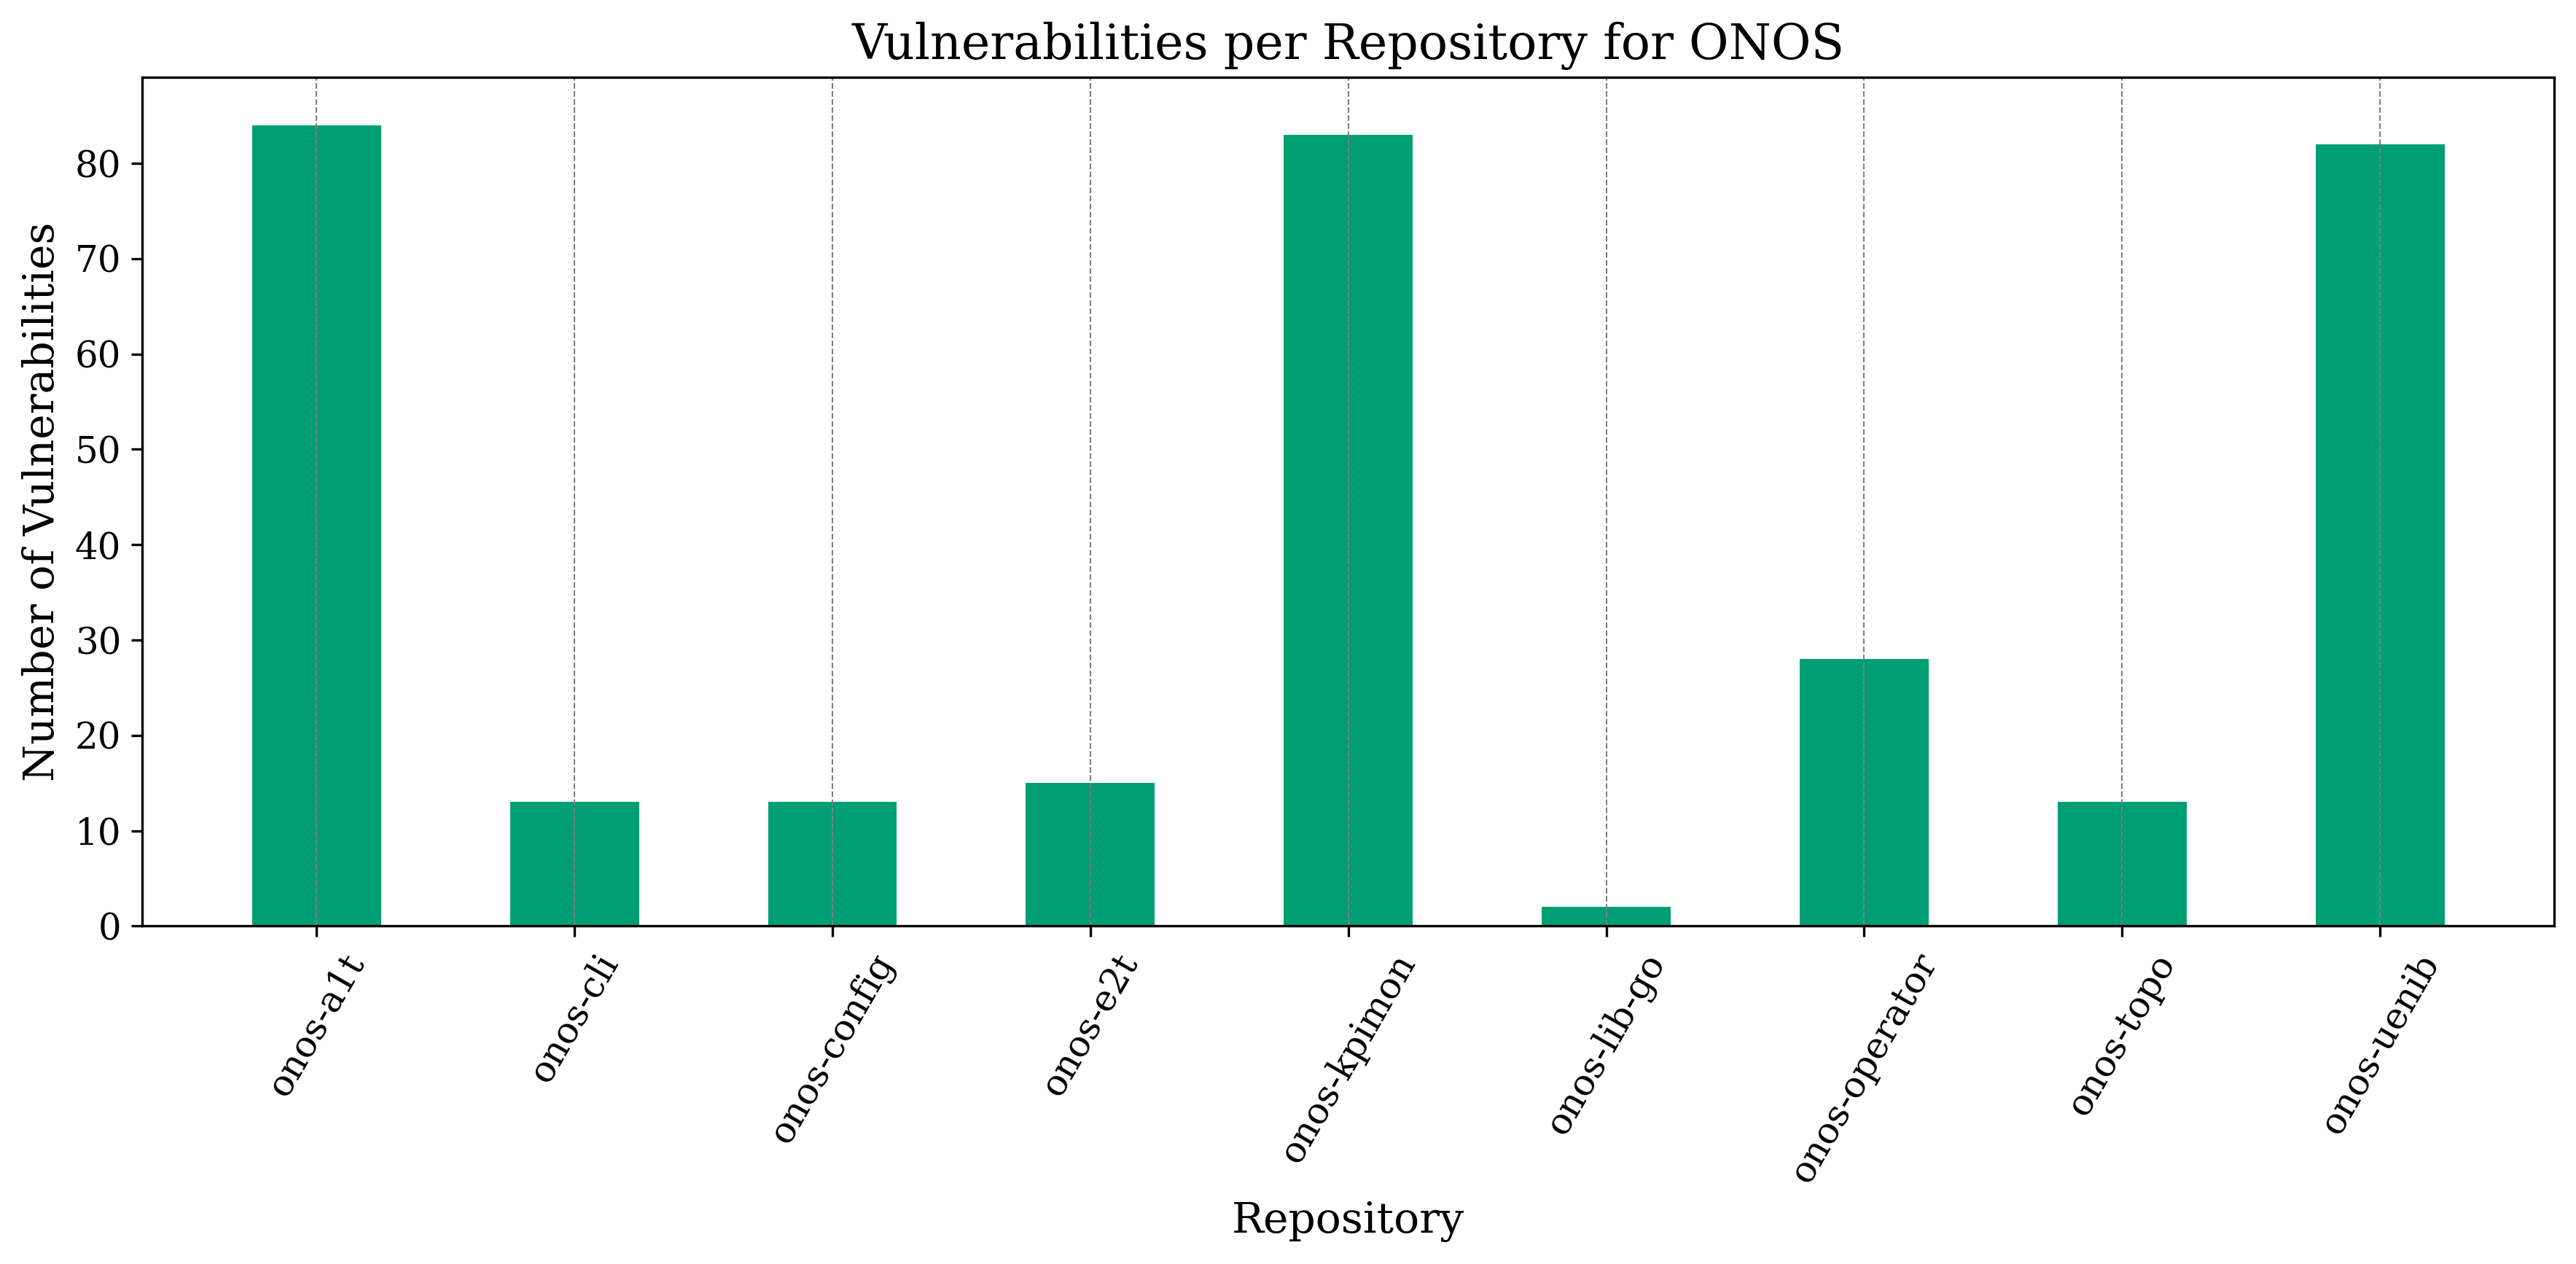 Vulnerabilities per Repository for ONOS
Number of Vulnerabilities
80
70
60
50
40
30
20
10
0
onos-a1t
onos-cli
onos-config
onos-e2t
onos-kpimon
onos-lib-go
onos-operator
onos-topo
onos-uenib
Repository